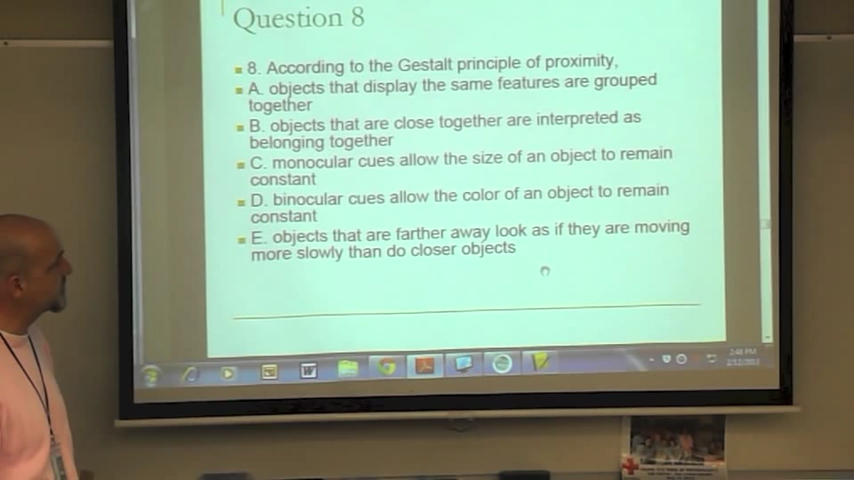 Question 8
8. According to the Gestalt principle of proximity,
A. objects that display the same features are grouped
together
B. objects that are close together are interpreted as
belonging together
C. monocular cues allow the size of an object to remain
constant
D. binocular cues allow the color of an object to remain
constant
E. objects that are farther away look as if they are moving
more slowly than do closer objects
W
2:48 PM